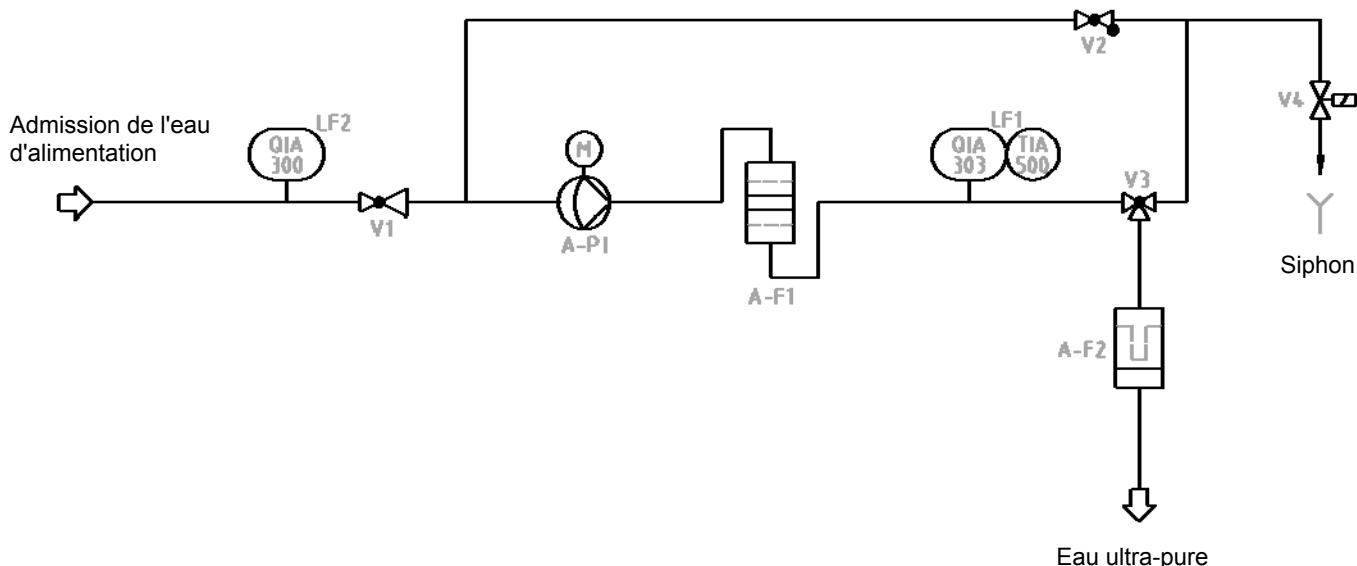 V2
V4
Admission de l'eau
d'alimentation
LF2
QIA
300
V1
M
A-P1
A-F1
LF1
QIA
303
TIA
500
V3
Siphon
A-F2
Eau ultra-pure